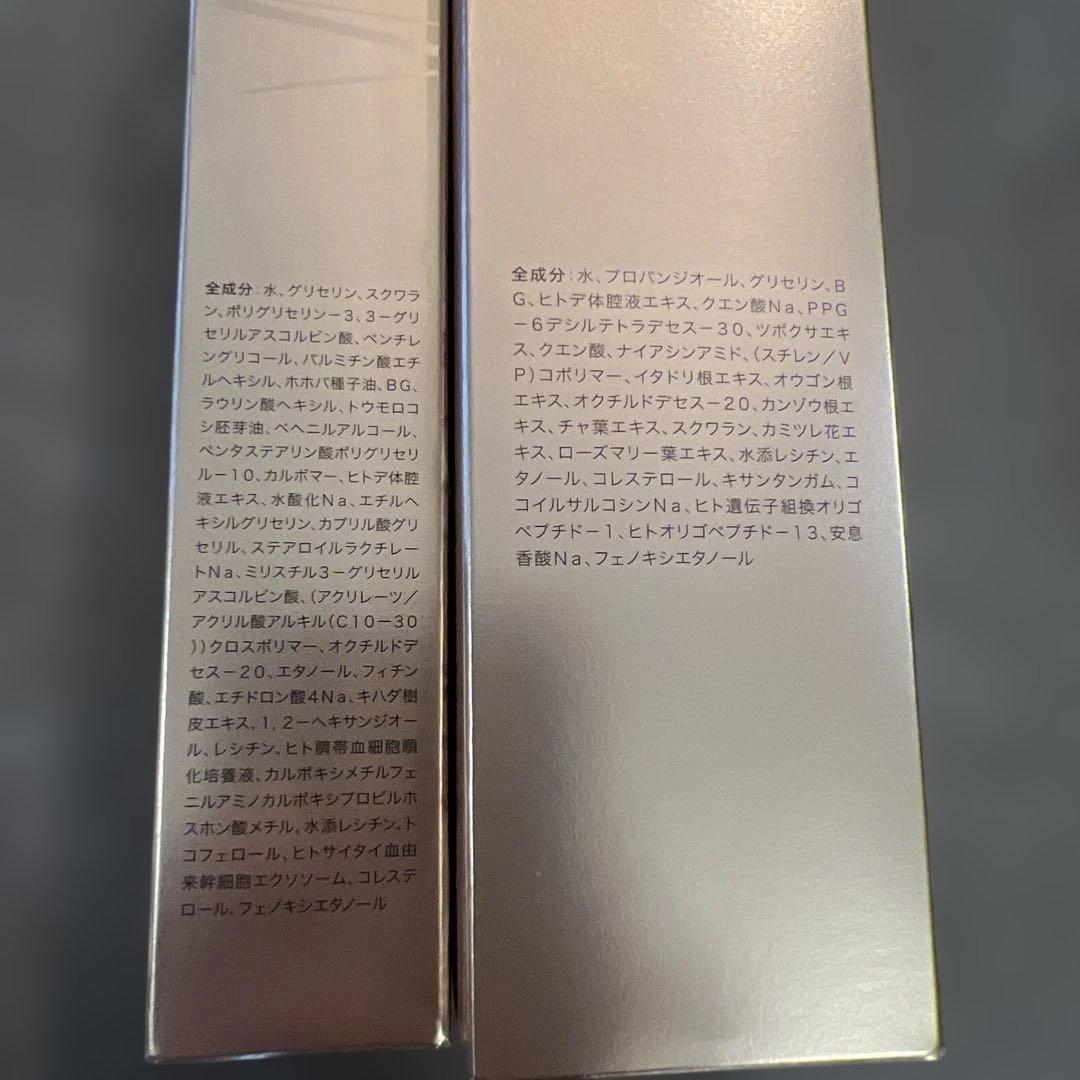 全成分:水、グリセリン、スクワラ
ン、ポリグリセリン−3、3−グリ
セリルアスコルビン酸、ペンチレ
ングリコール、パルミチン酸エチ
ルヘキシル、ホホバ種子油、BG、
ラウリン酸ヘキシル、トウモロコ
シ胚芽油、ベヘニルアルコール、
ペンタステアリン酸ポリグリセリ
ル−10、カルボマー、ヒトデ体腔
液エキス、水酸化Na、エチルヘ
キシルグリセリン、カプリル酸グリ
セリル、ステアロイルラクチレー
トNa、ミリスチル3−グリセリル
アスコルビン酸、(アクリレーツ/
アクリル酸アルキル(C10−30
))クロスポリマー、オクチルドデ
セス−20、エタノール、フィチン
酸、エチドロン酸4Na、キハダ樹
皮エキス、1,2−ヘキサンジオー
ル、レシチン、ヒト臍帯血細胞順
化培養液、カルボキシメチルフェ
ニルアミノカルボキシプロピルホ
スホン酸メチル、水添レシチン、ト
コフェロール、ヒトサイタイ血由
来幹細胞エクソソーム、コレステ
ロール、フェノキシエタノール
全成分:水、プロパンジオール、グリセリン、B
G、ヒトデ体腔液エキス、クエン酸Na、PPG
−6デシルテトラデセス−30、ツボクサエキ
ス、クエン酸、ナイアシンアミド、(スチレン/V
P)コポリマー、イタドリ根エキス、オウゴン根
エキス、オクチルドデセス−20、カンゾウ根エ
キス、チャ葉エキス、スクワラン、カミツレ花エ
キス、ローズマリー葉エキス、水添レシチン、エ
タノール、コレステロール、キサンタンガム、コ
コイルサルコシンNa、ヒト遺伝子組換オリゴ
ペプチド−1、ヒトオリゴペプチド−13、安息
香酸Na、フェノキシエタノール